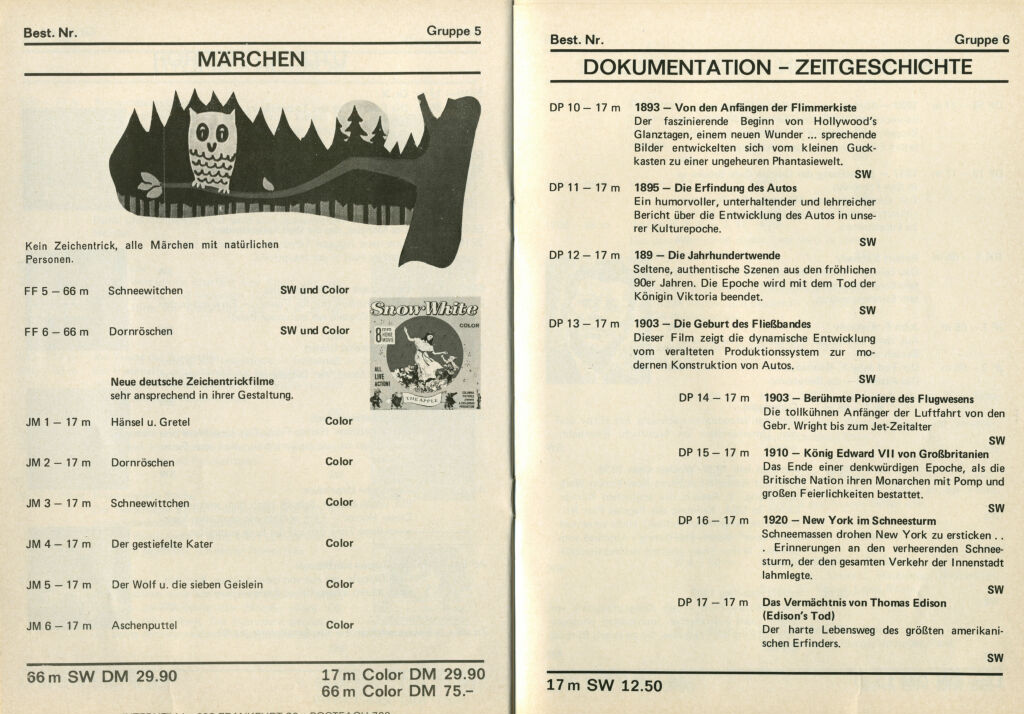 Best. Nr. Gruppe 5
MÄRCHEN
Kein Zeichentrick, alle Märchen mit natürlichen
Personen.
FF 5 – 66 m Schneewitchen SW und Color
FF 6 – 66 m Dornröschen SW und Color
Snow White
COLOR
8
HOME
MOVIE
ALL
LIVE
ACTION!
THE APPLE
Neue deutsche Zeichentrickfilme
sehr ansprechend in ihrer Gestaltung.
JM 1 – 17 m Hänsel u. Gretel Color
JM 2 – 17 m Dornröschen Color
JM 3 – 17 m Schneewittchen Color
JM 4 – 17 m Der gestiefelte Kater Color
JM 5 – 17 m Der Wolf u. die sieben Geislein Color
JM 6 – 17 m Aschenputtel Color
66 m SW DM 29.90 17 m Color DM 29.90
66 m Color DM 75.–
Best. Nr. Gruppe 6
DOKUMENTATION – ZEITGESCHICHTE
DP 10 – 17 m 1893 – Von den Anfängen der Flimmerkiste
Der faszinierende Beginn von Hollywood's
Glanztagen, einem neuen Wunder ... sprechende
Bilder entwickelten sich vom kleinen Guck-
kasten zu einer ungeheuren Phantasiewelt.
SW
DP 11 – 17 m 1895 – Die Erfindung des Autos
Ein humorvoller, unterhaltender und lehrreicher
Bericht über die Entwicklung des Autos in unse-
rer Kulturepoche.
SW
DP 12 – 17 m 189 – Die Jahrhundertwende
Seltene, authentische Szenen aus den fröhlichen
90er Jahren. Die Epoche wird mit dem Tod der
Königin Viktoria beendet.
SW
DP 13 – 17 m 1903 – Die Geburt des Fließbandes
Dieser Film zeigt die dynamische Entwicklung
vom veralteten Produktionssystem zur mo-
dernen Konstruktion von Autos.
SW
DP 14 – 17 m 1903 – Berühmte Pioniere des Flugwesens
Die tollkühnen Anfänger der Luftfahrt von den
Gebr. Wright bis zum Jet-Zeitalter
SW
DP 15 – 17 m 1910 – König Edward VII von Großbritanien
Das Ende einer denkwürdigen Epoche, als die
Britische Nation ihren Monarchen mit Pomp und
großen Feierlichkeiten bestattet.
SW
DP 16 – 17 m 1920 – New York im Schneesturm
Schneemassen drohen New York zu ersticken . .
. Erinnerungen an den verheerenden Schnee-
sturm, der den gesamten Verkehr der Innenstadt
lahmlegte.
SW
DP 17 – 17 m Das Vermächtnis von Thomas Edison
(Edison's Tod)
Der harte Lebensweg des größten amerikani-
schen Erfinders.
SW
17 m SW 12.50